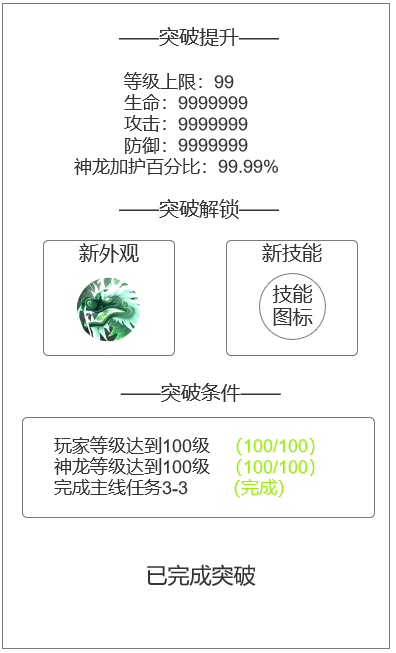 ——突破提升——
等级上限：99
生命：9999999
攻击：9999999
防御：9999999
神龙加护百分比：99.99%
——突破解锁——
新外观
新技能
技能
图标
——突破条件——
玩家等级达到100级 （100/100）
神龙等级达到100级 （100/100）
完成主线任务3-3 （完成）
已完成突破